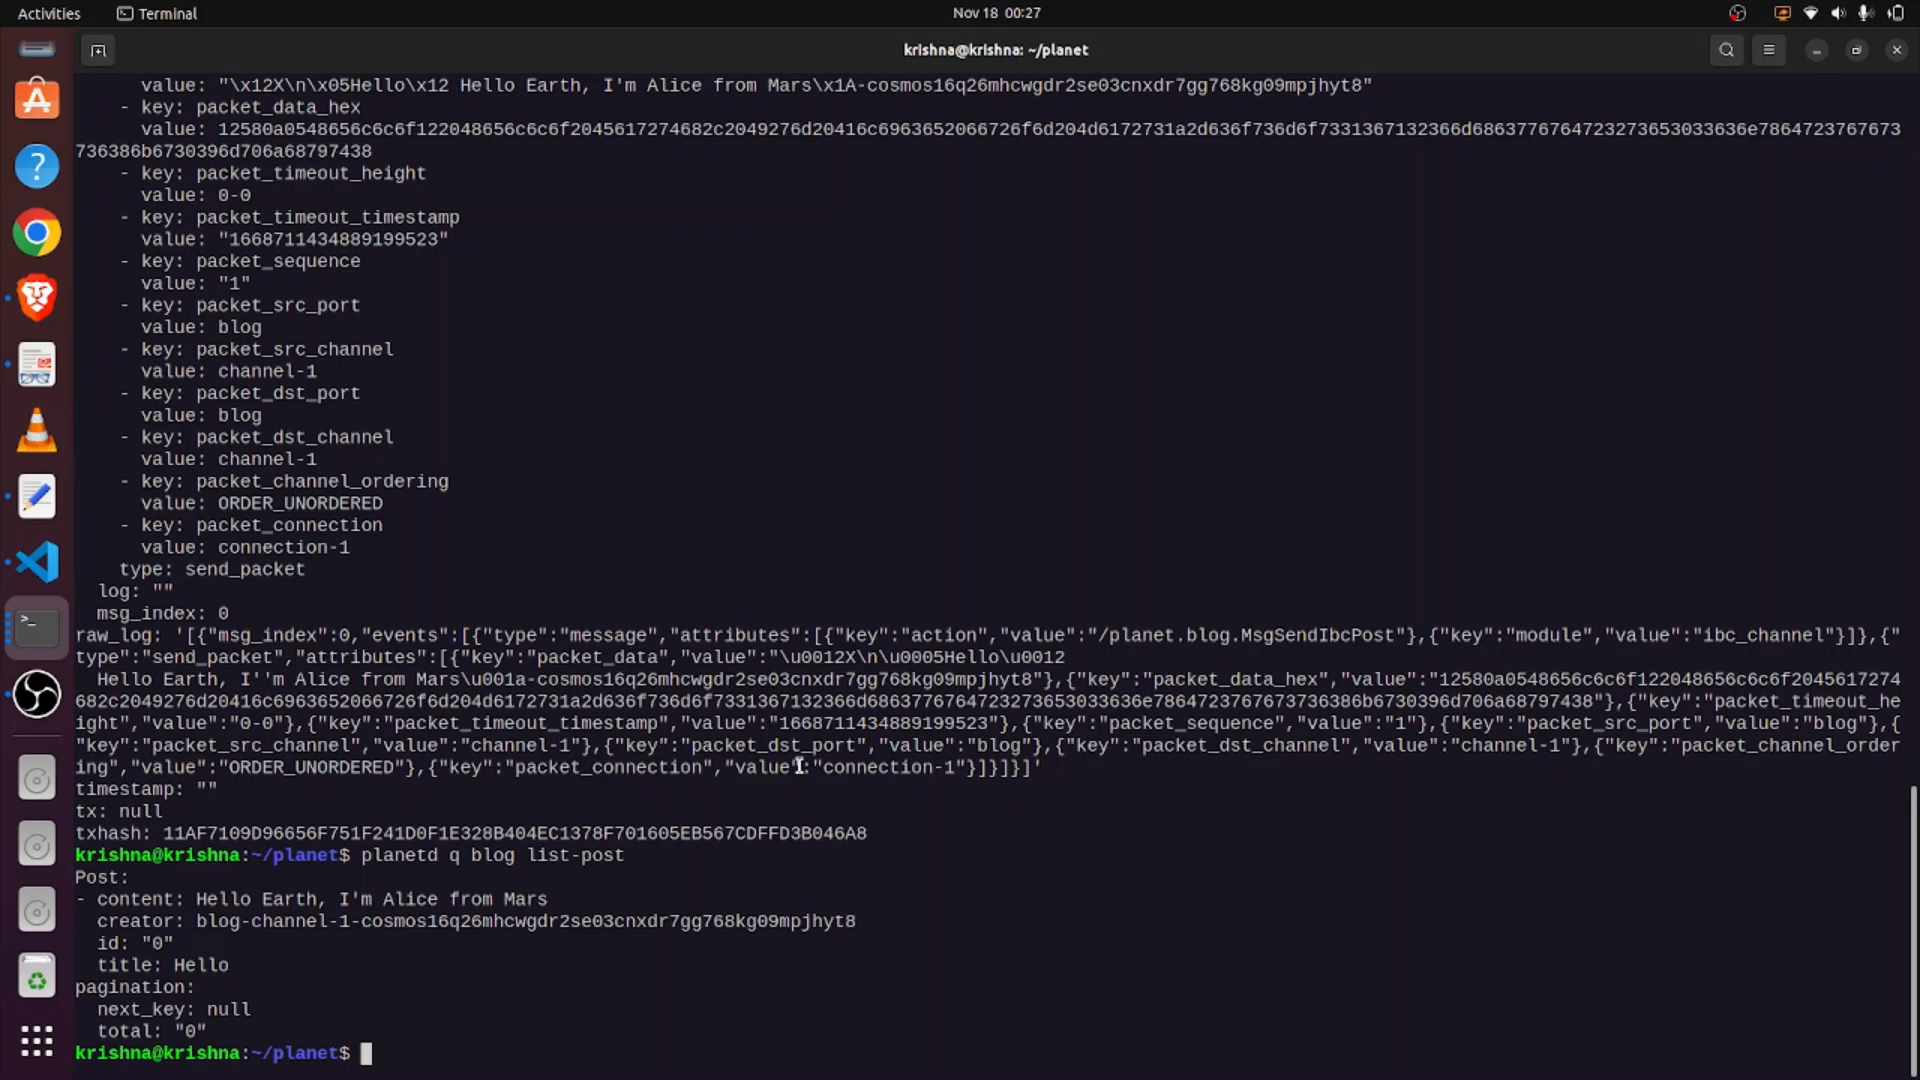 Activities
Terminal
Nov 18 00:27
krishna@krishna: ~/planet
value: "\x12X\n\x05Hello\x12 Hello Earth, I'm Alice from Mars\x1A-cosmos16q26mhcwgdr2se03cnxdr7gg768kg09mpjhyt8"
- key: packet_data_hex
value: 12580a0548656c6c6f122048656c6c6f2045617274682c2049276d20416c6963652066726f6d204d6172731a2d636f736d6f7331367132366d686377676472327365303363​6e7864723767673
736386b6730396d706a68797438
- key: packet_timeout_height
value: 0-0
- key: packet_timeout_timestamp
value: "1668711434889199523"
- key: packet_sequence
value: "1"
- key: packet_src_port
value: blog
- key: packet_src_channel
value: channel-1
- key: packet_dst_port
value: blog
- key: packet_dst_channel
value: channel-1
- key: packet_channel_ordering
value: ORDER_UNORDERED
- key: packet_connection
value: connection-1
type: send_packet
log: ""
msg_index: 0
raw_log: '[{"msg_index":0,"events":[{"type":"message","attributes":[{"key":"action","value":"/planet.blog.MsgSendIbcPost"},{"key":"module","value":"ibc_channel"}]},{"
type":"send_packet","attributes":[{"key":"packet_data","value":"\u0012X\n\u0005Hello\u0012
Hello Earth, I''m Alice from Mars\u001a-cosmos16q26mhcwgdr2se03cnxdr7gg768kg09mpjhyt8"},{"key":"packet_data_hex","value":"12580a0548656c6c6f122048656c6c6f2045617274
682c2049276d20416c6963652066726f6d204d6172731a2d636f736d6f7331367132366d6863776764723273653033636e7864723767673736386b6730396d706a68797438"},{"key":"packet_timeout_he
ight","value":"0-0"},{"key":"packet_timeout_timestamp","value":"1668711434889199523"},{"key":"packet_sequence","value":"1"},{"key":"packet_src_port","value":"blog"},{
"key":"packet_src_channel","value":"channel-1"},{"key":"packet_dst_port","value":"blog"},{"key":"packet_dst_channel","value":"channel-1"},{"key":"packet_channel_order
ing","value":"ORDER_UNORDERED"},{"key":"packet_connection","value":"connection-1"}]}]}]'
timestamp: ""
tx: null
txhash: 11AF7109D96656F751F241D0F1E328B404EC1378F701605EB567CDFFD3B046A8
krishna@krishna:~/planet$ planetd q blog list-post
Post:
- content: Hello Earth, I'm Alice from Mars
creator: blog-channel-1-cosmos16q26mhcwgdr2se03cnxdr7gg768kg09mpjhyt8
id: "0"
title: Hello
pagination:
next_key: null
total: "0"
krishna@krishna:~/planet$